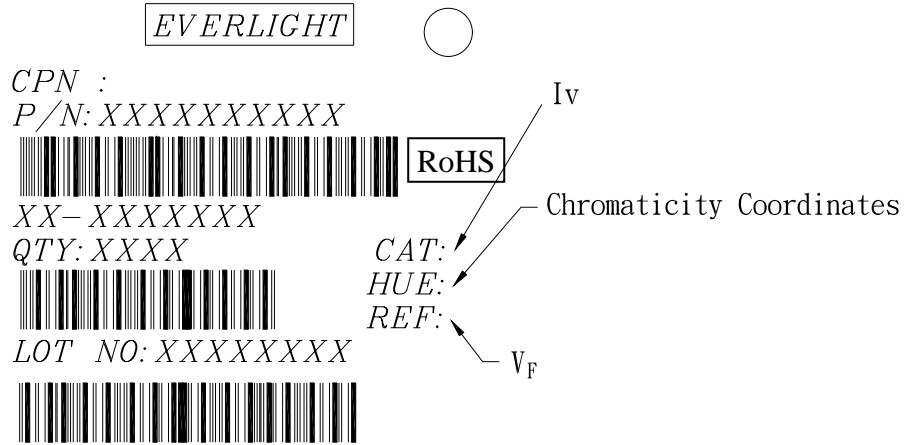 EVERLIGHT
CPN :
P/N: XXXXXXXXXX
RoHS
XX-XXXXXXX
QTY: XXXX
LOT NO: XXXXXXXX
CAT:
HUE:
REF:
Iv
Chromaticity Coordinates
VF